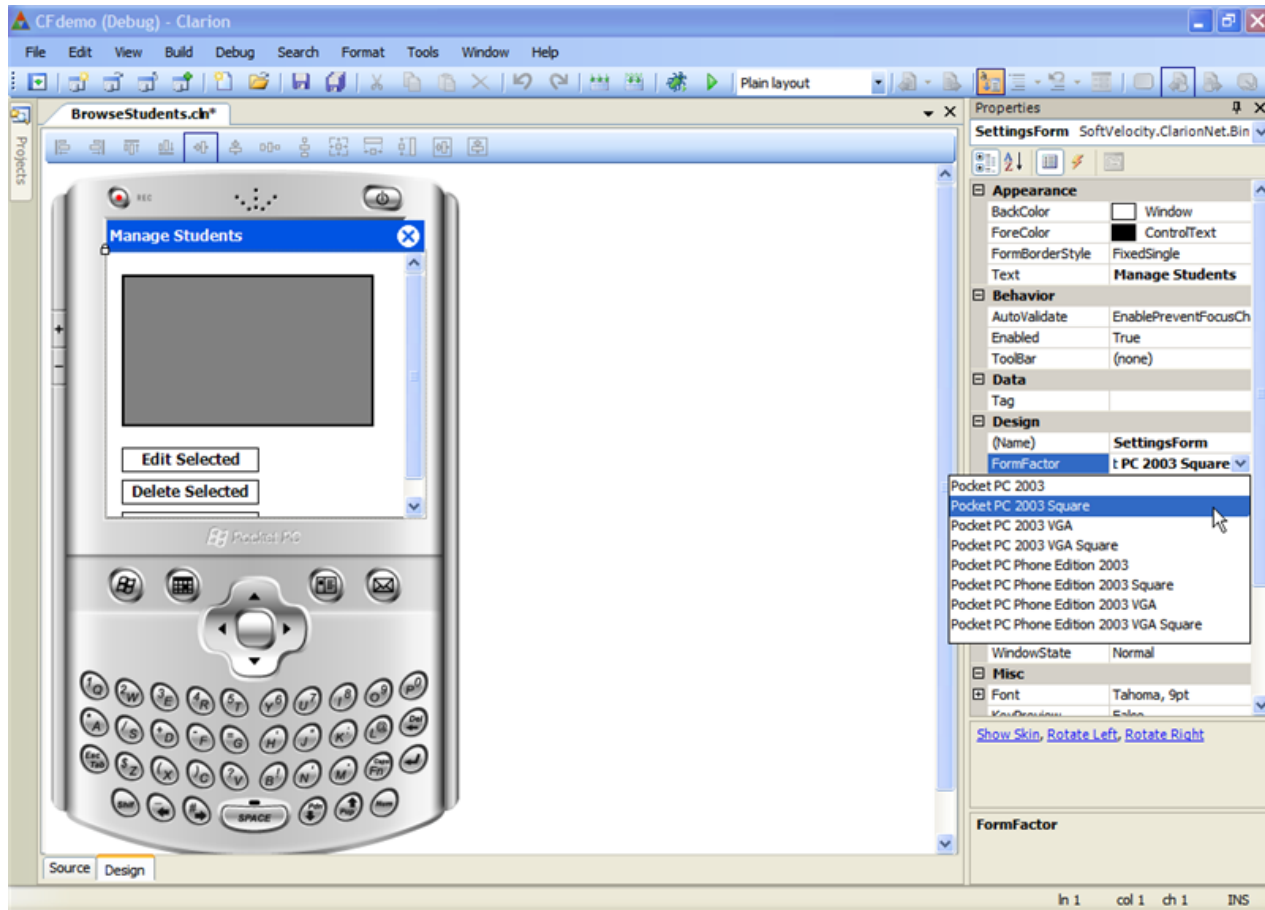 CFdemo (Debug) - Clarion
File Edit View Build Debug Search Format Tools Window Help
Plain layout
BrowseStudents.cln*
Projects
REC
Manage Students
Edit Selected
Delete Selected
Pocket PC
SPACE
Source Design
Properties
SettingsForm SoftVelocity.ClarionNet.Bin
Appearance
BackColor Window
ForeColor ControlText
FormBorderStyle FixedSingle
Text Manage Students
Behavior
AutoValidate EnablePreventFocusCh
Enabled True
ToolBar (none)
Data
Tag
Design
(Name) SettingsForm
FormFactor t PC 2003 Square
Pocket PC 2003
Pocket PC 2003 Square
Pocket PC 2003 VGA
Pocket PC 2003 VGA Square
Pocket PC Phone Edition 2003
Pocket PC Phone Edition 2003 Square
Pocket PC Phone Edition 2003 VGA
Pocket PC Phone Edition 2003 VGA Square
WindowState Normal
Misc
Font Tahoma, 9pt
KeyPreview False
Show Skin, Rotate Left, Rotate Right
FormFactor
ln 1 col 1 ch 1 INS